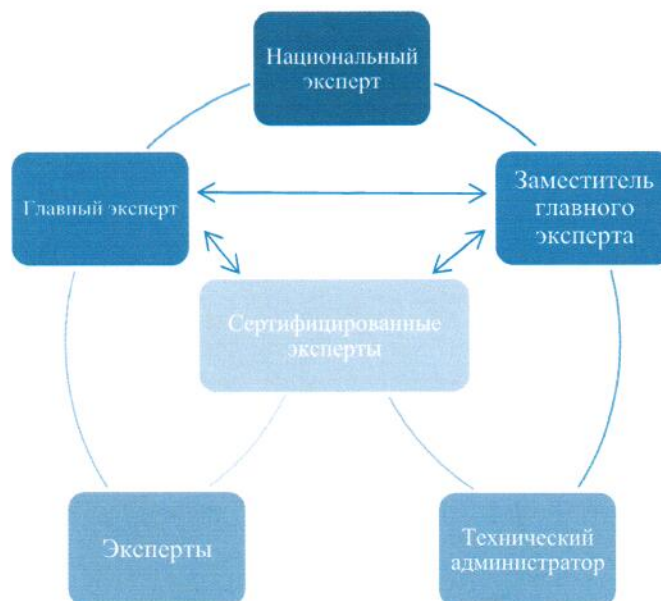 Национальный
эксперт
Главный эксперт
Заместитель
главного
эксперта
Сертифицированные
эксперты
Эксперты
Технический
администратор